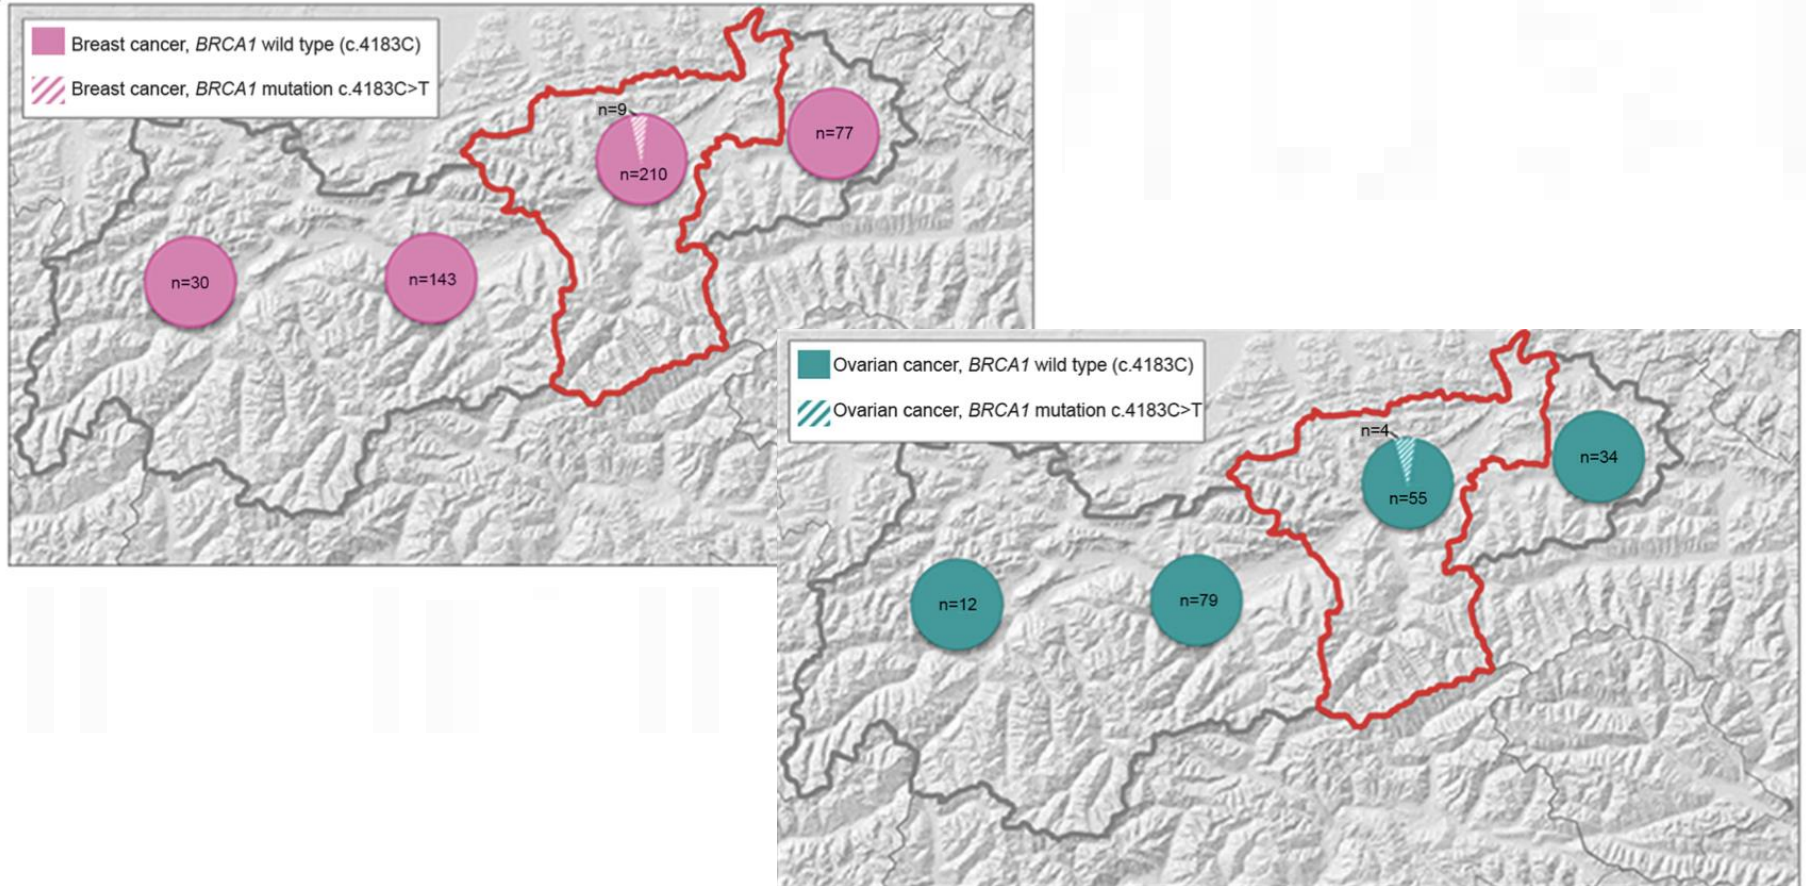 Breast cancer, BRCA1 wild type (c.4183C)
Breast cancer, BRCA1 mutation c.4183C>T
n=9
n=77
n=210
n=30
n=143
Ovarian cancer, BRCA1 wild type (c.4183C)
Ovarian cancer, BRCA1 mutation c.4183C>T
n=4
n=34
n=55
n=12
n=79